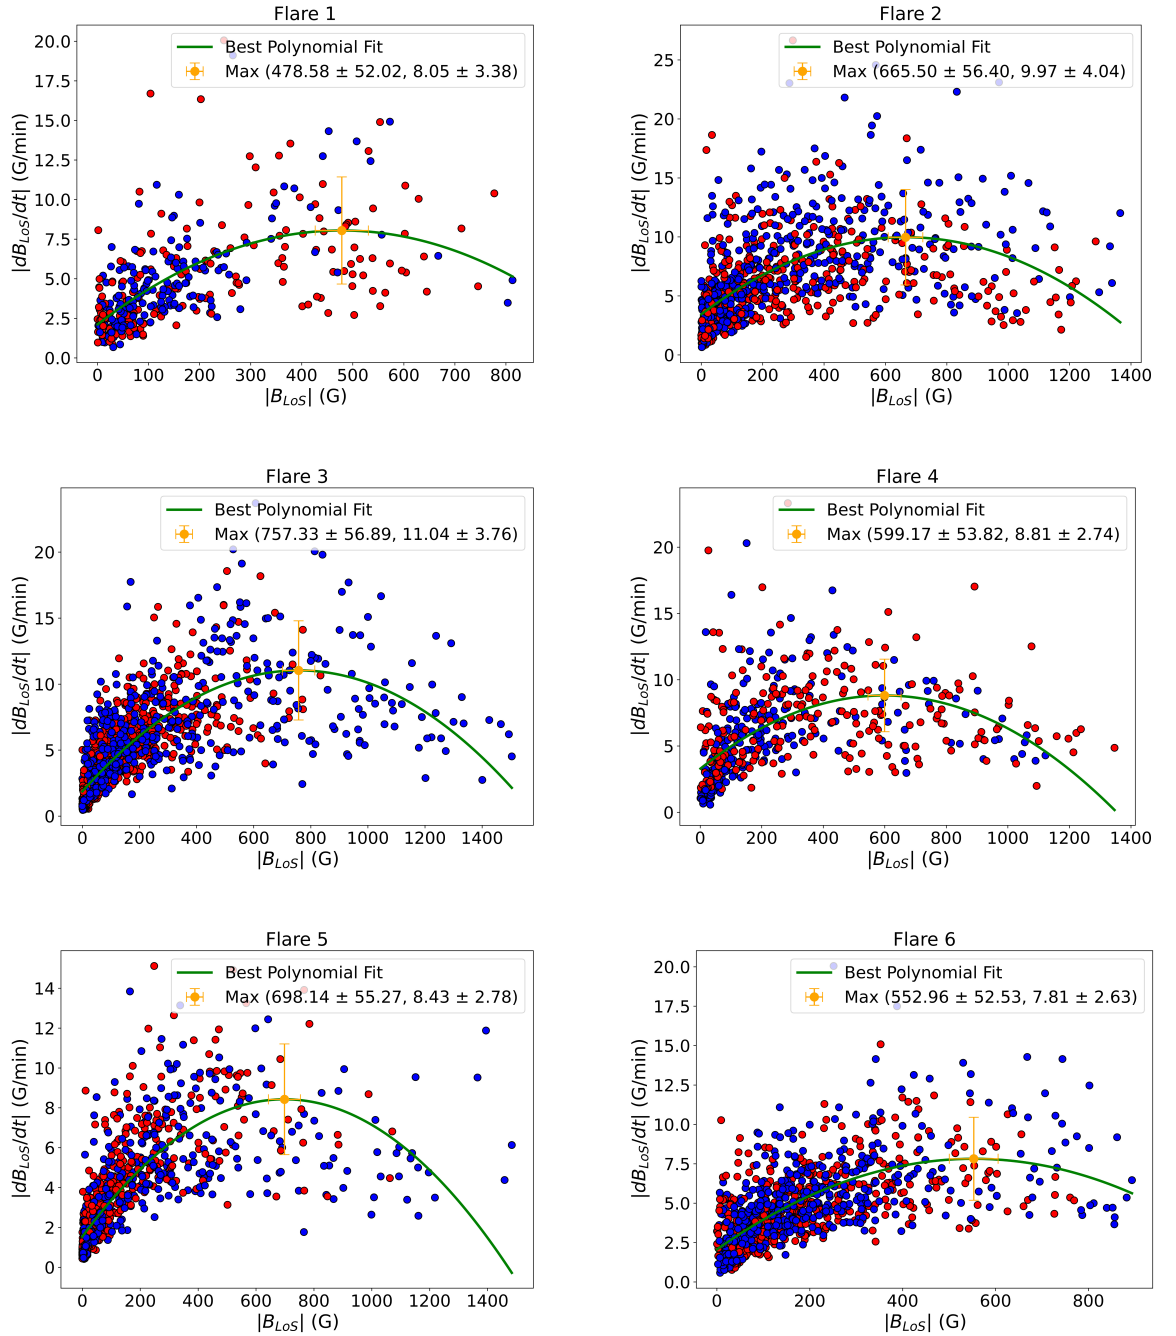 Flare 1
Best Polynomial Fit
Max (478.58 ± 52.02, 8.05 ± 3.38)
|dB_LoS/dt| (G/min)
20.0
17.5
15.0
12.5
10.0
7.5
5.0
2.5
0.0
0 100 200 300 400 500 600 700 800
|B_LoS| (G)
Flare 2
Best Polynomial Fit
Max (665.50 ± 56.40, 9.97 ± 4.04)
|dB_LoS/dt| (G/min)
25
20
15
10
5
0
0 200 400 600 800 1000 1200 1400
|B_LoS| (G)
Flare 3
Best Polynomial Fit
Max (757.33 ± 56.89, 11.04 ± 3.76)
|dB_LoS/dt| (G/min)
20
15
10
5
0
0 200 400 600 800 1000 1200 1400
|B_LoS| (G)
Flare 4
Best Polynomial Fit
Max (599.17 ± 53.82, 8.81 ± 2.74)
|dB_LoS/dt| (G/min)
20
15
10
5
0
0 200 400 600 800 1000 1200 1400
|B_LoS| (G)
Flare 5
Best Polynomial Fit
Max (698.14 ± 55.27, 8.43 ± 2.78)
|dB_LoS/dt| (G/min)
14
12
10
8
6
4
2
0
0 200 400 600 800 1000 1200 1400
|B_LoS| (G)
Flare 6
Best Polynomial Fit
Max (552.96 ± 52.53, 7.81 ± 2.63)
|dB_LoS/dt| (G/min)
20.0
17.5
15.0
12.5
10.0
7.5
5.0
2.5
0.0
0 200 400 600 800
|B_LoS| (G)